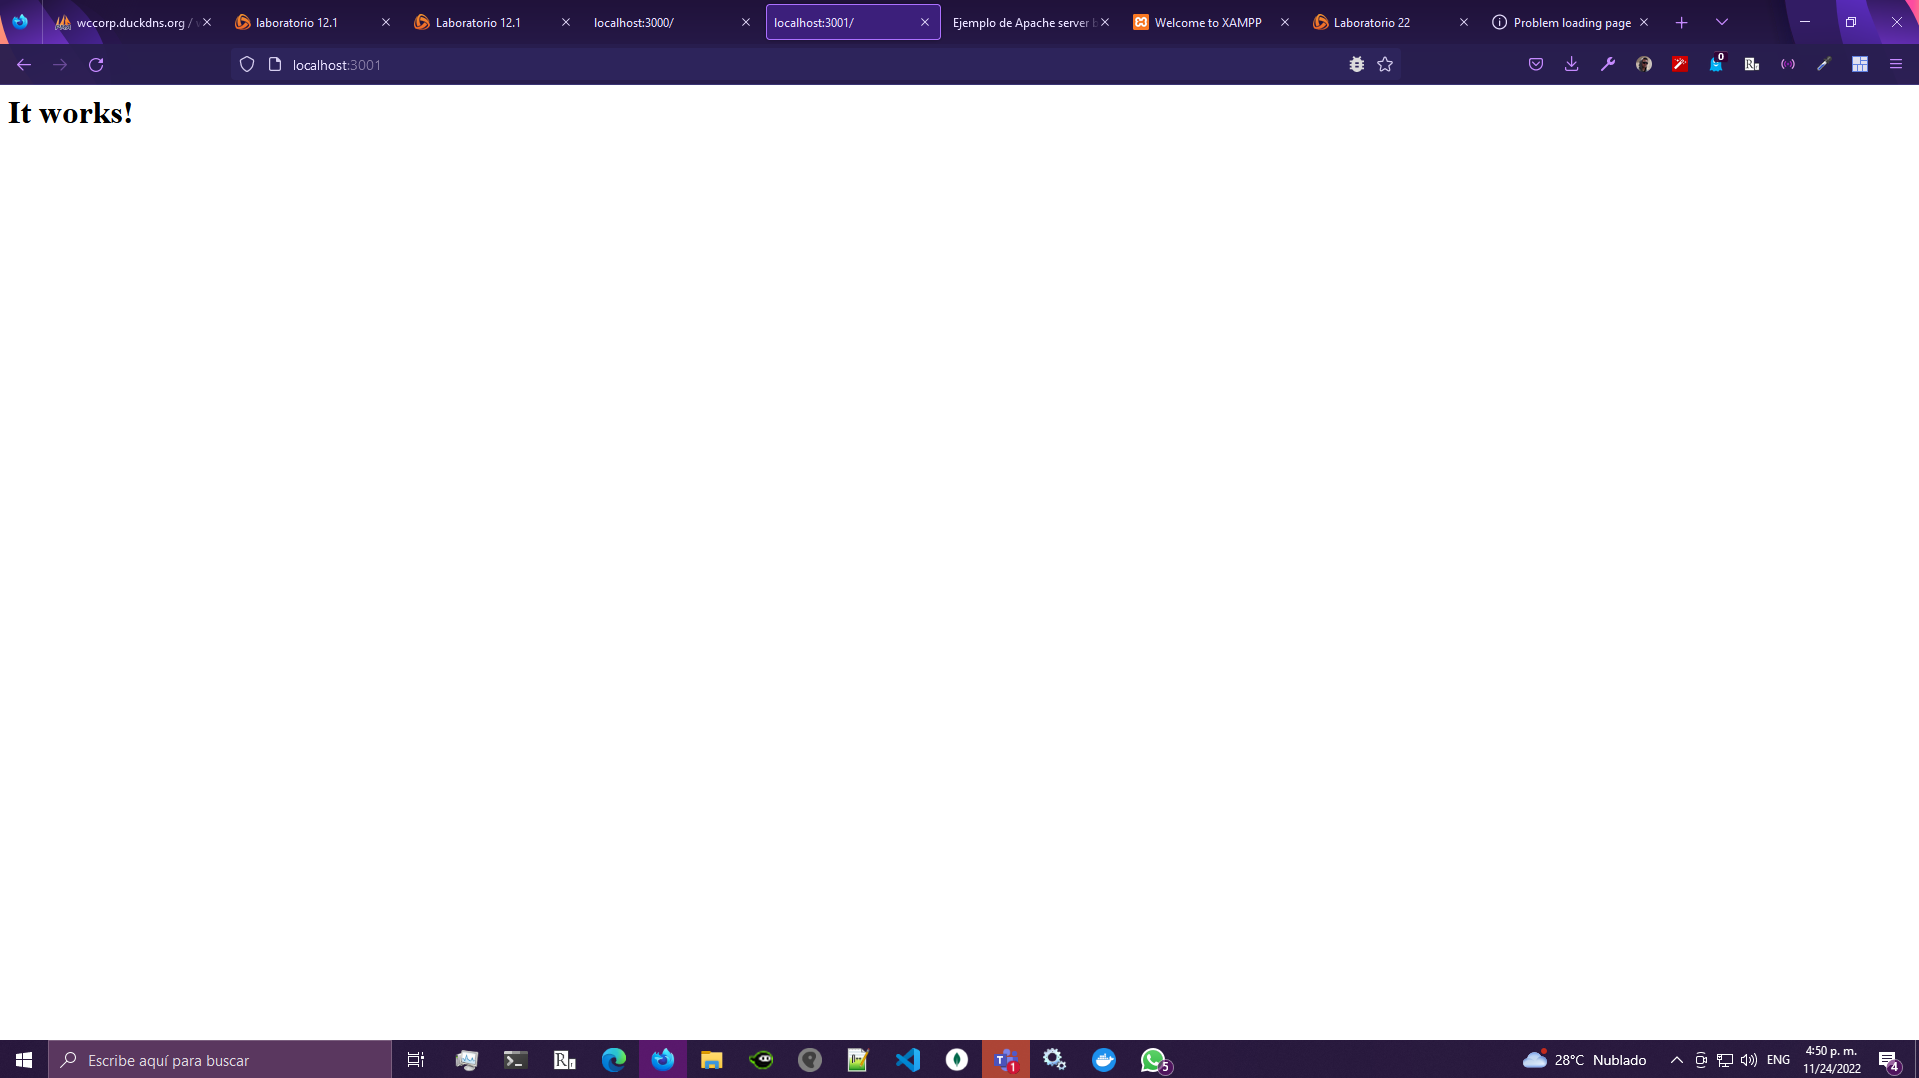 wccorp.duckdns.org /
laboratorio 12.1
Laboratorio 12.1
localhost:3000/
localhost:3001/
Ejemplo de Apache server b
Welcome to XAMPP
Laboratorio 22
Problem loading page
localhost:3001
0
It works!
Escribe aquí para buscar
1
5
28°C Nublado
ENG
4:50 p. m.
11/24/2022
4